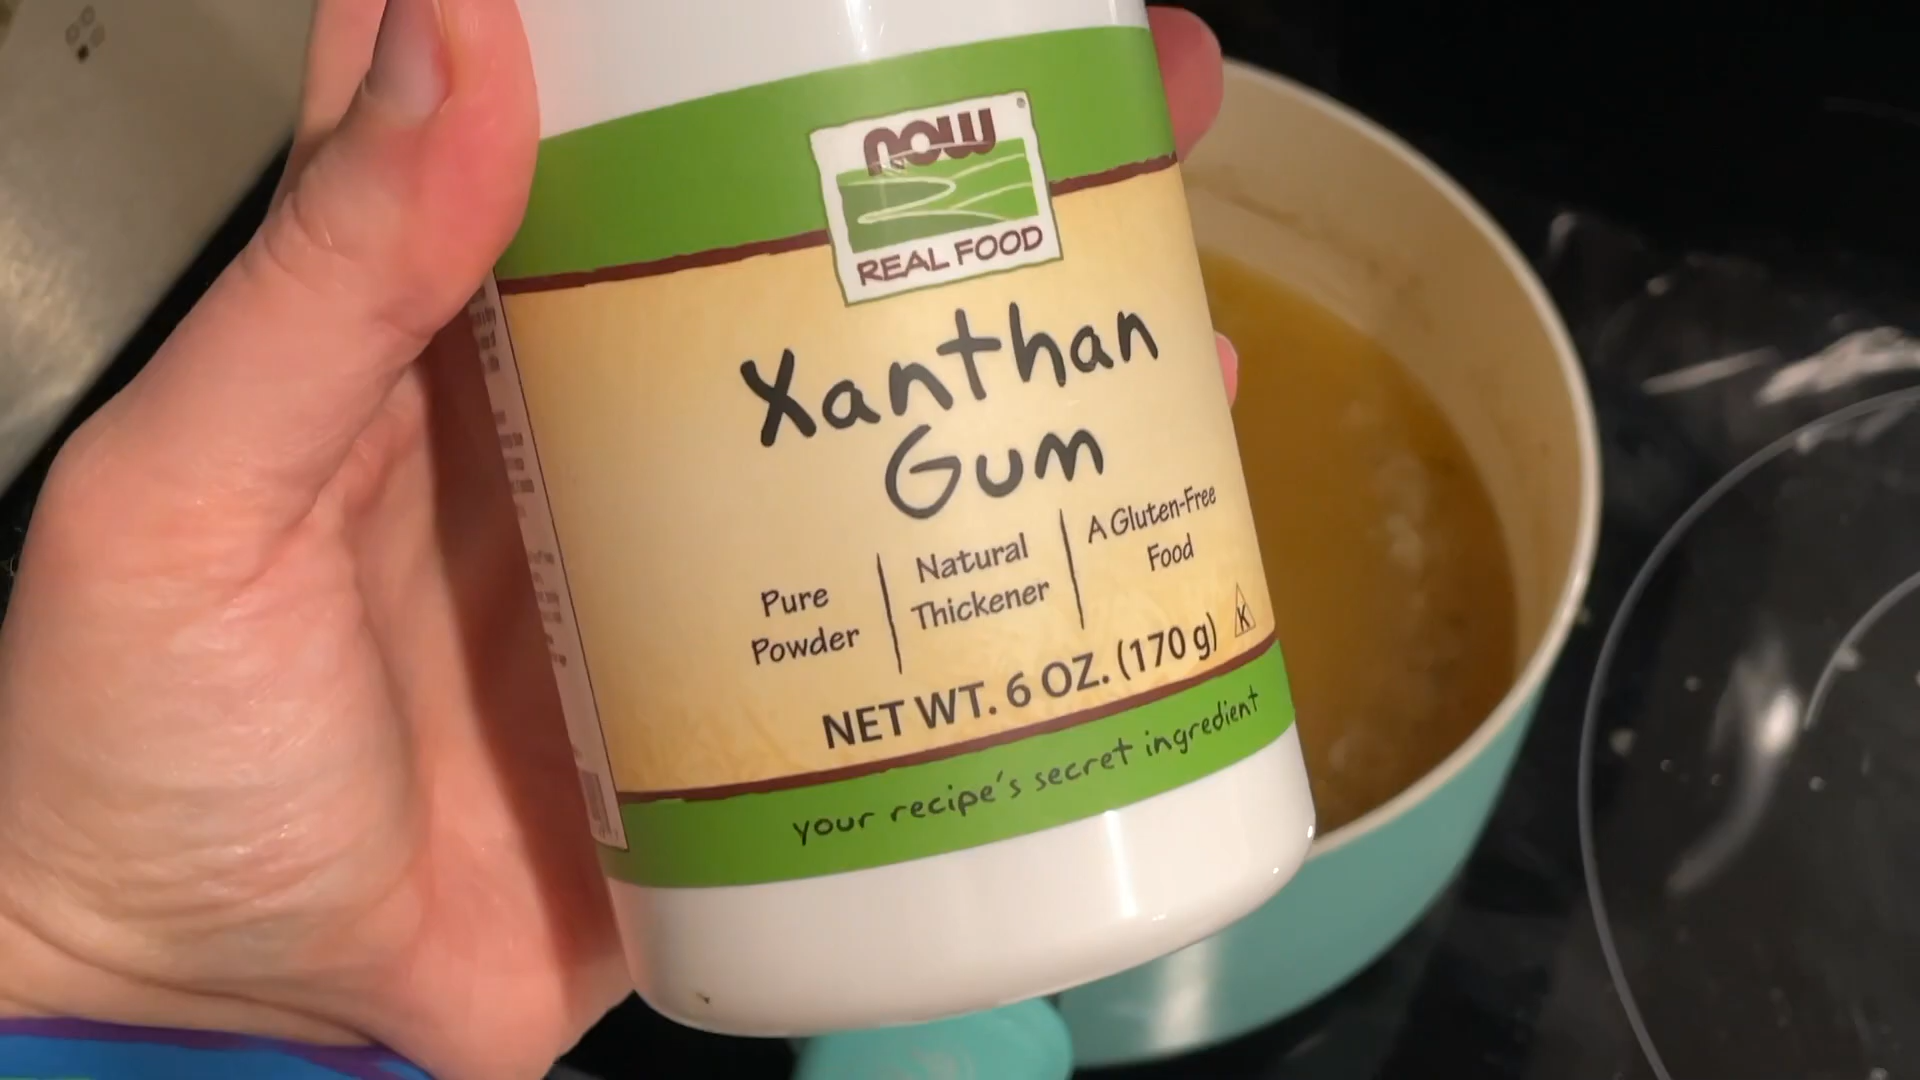 now
®
REAL FOOD
Xanthan
Gum
Pure
Powder
Natural
Thickener
A Gluten-Free
Food
K
NET WT. 6 OZ. (170 g)
your recipe's secret ingredient